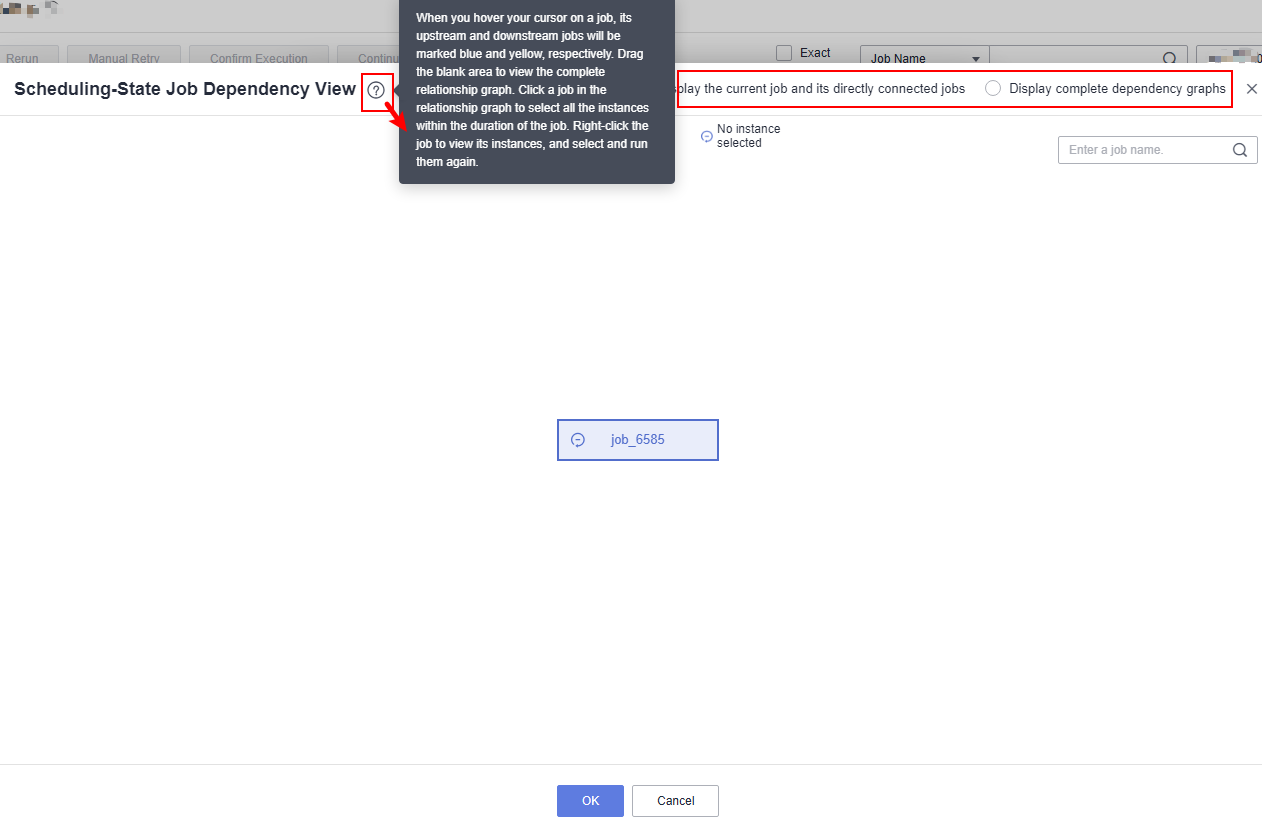 When you hover your cursor on a job, its
upstream and downstream jobs will be
marked blue and yellow, respectively. Drag
the blank area to view the complete
relationship graph. Click a job in the
relationship graph to select all the instances
within the duration of the job. Right-click the
job to view its instances, and select and run
them again.
Rerun
Manual Retry
Confirm Execution
Continu
Exact
Job Name
Scheduling-State Job Dependency View
?
play the current job and its directly connected jobs
Display complete dependency graphs
No instance
selected
Enter a job name.
job_6585
OK
Cancel